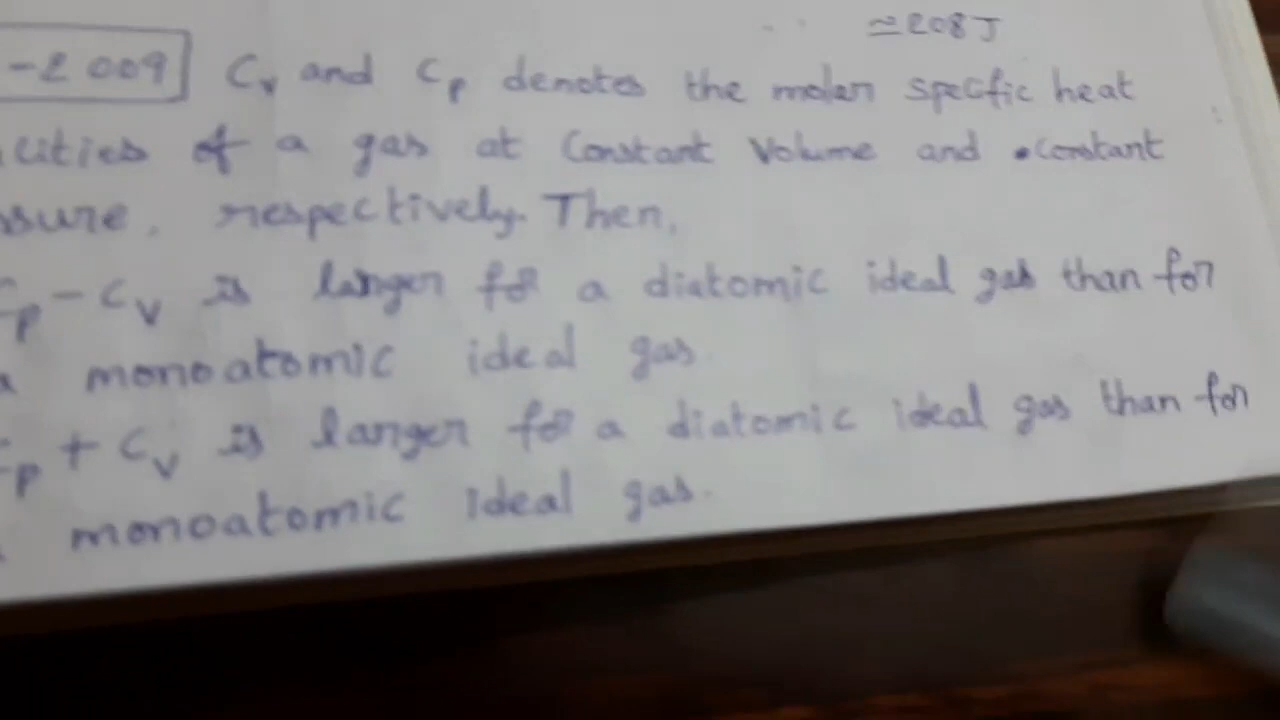 ≃208J
-2009] Cv and Cp denotes the molar specfic heat
cities of a gas at Constant Volume and constant
ssure, respectively. Then,
Cp - Cv is larger for a diatomic ideal gas than for
a monoatomic ideal gas
Cp + Cv is larger for a diatomic ideal gas than for
monoatomic ideal gas.